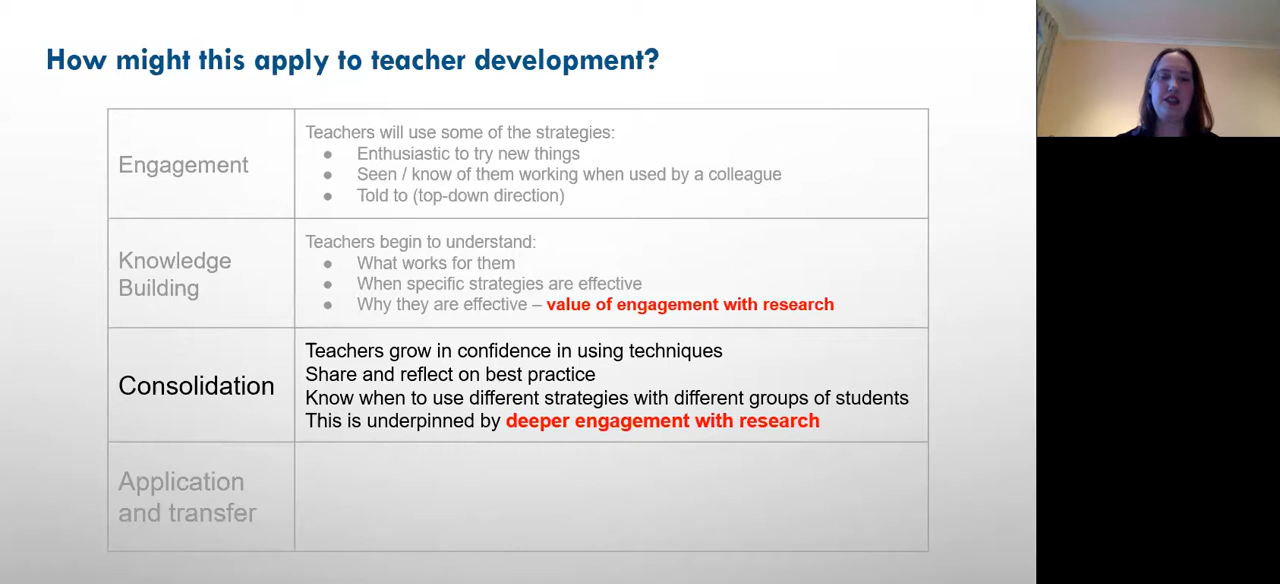 How might this apply to teacher development?
Engagement
Teachers will use some of the strategies:
● Enthusiastic to try new things
● Seen / know of them working when used by a colleague
● Told to (top-down direction)
Knowledge
Building
Teachers begin to understand:
● What works for them
● When specific strategies are effective
● Why they are effective – value of engagement with research
Consolidation
Teachers grow in confidence in using techniques
Share and reflect on best practice
Know when to use different strategies with different groups of students
This is underpinned by deeper engagement with research
Application
and transfer